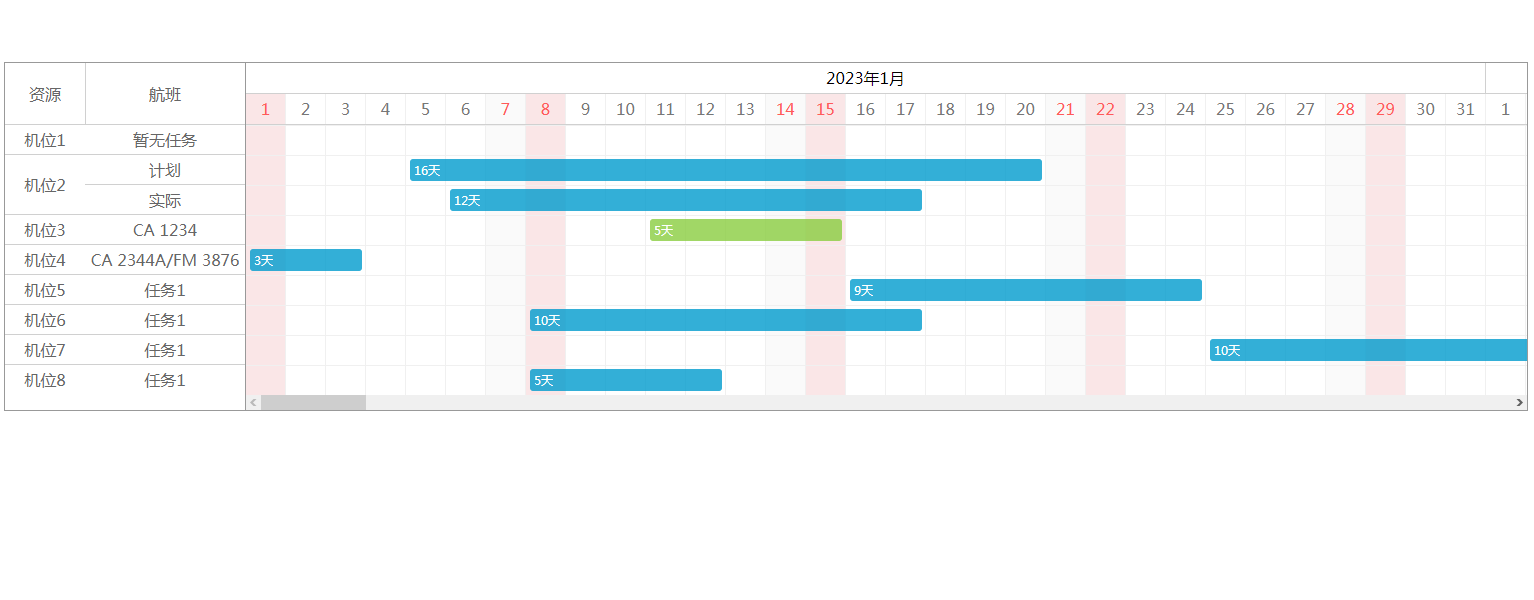 资源 航班 2023年1月
1 2 3 4 5 6 7 8 9 10 11 12 13 14 15 16 17 18 19 20 21 22 23 24 25 26 27 28 29 30 31 1
机位1 暂无任务
机位2 计划 16天
实际 12天
机位3 CA 1234 5天
机位4 CA 2344A/FM 3876 3天
机位5 任务1 9天
机位6 任务1 10天
机位7 任务1 10天
机位8 任务1 5天